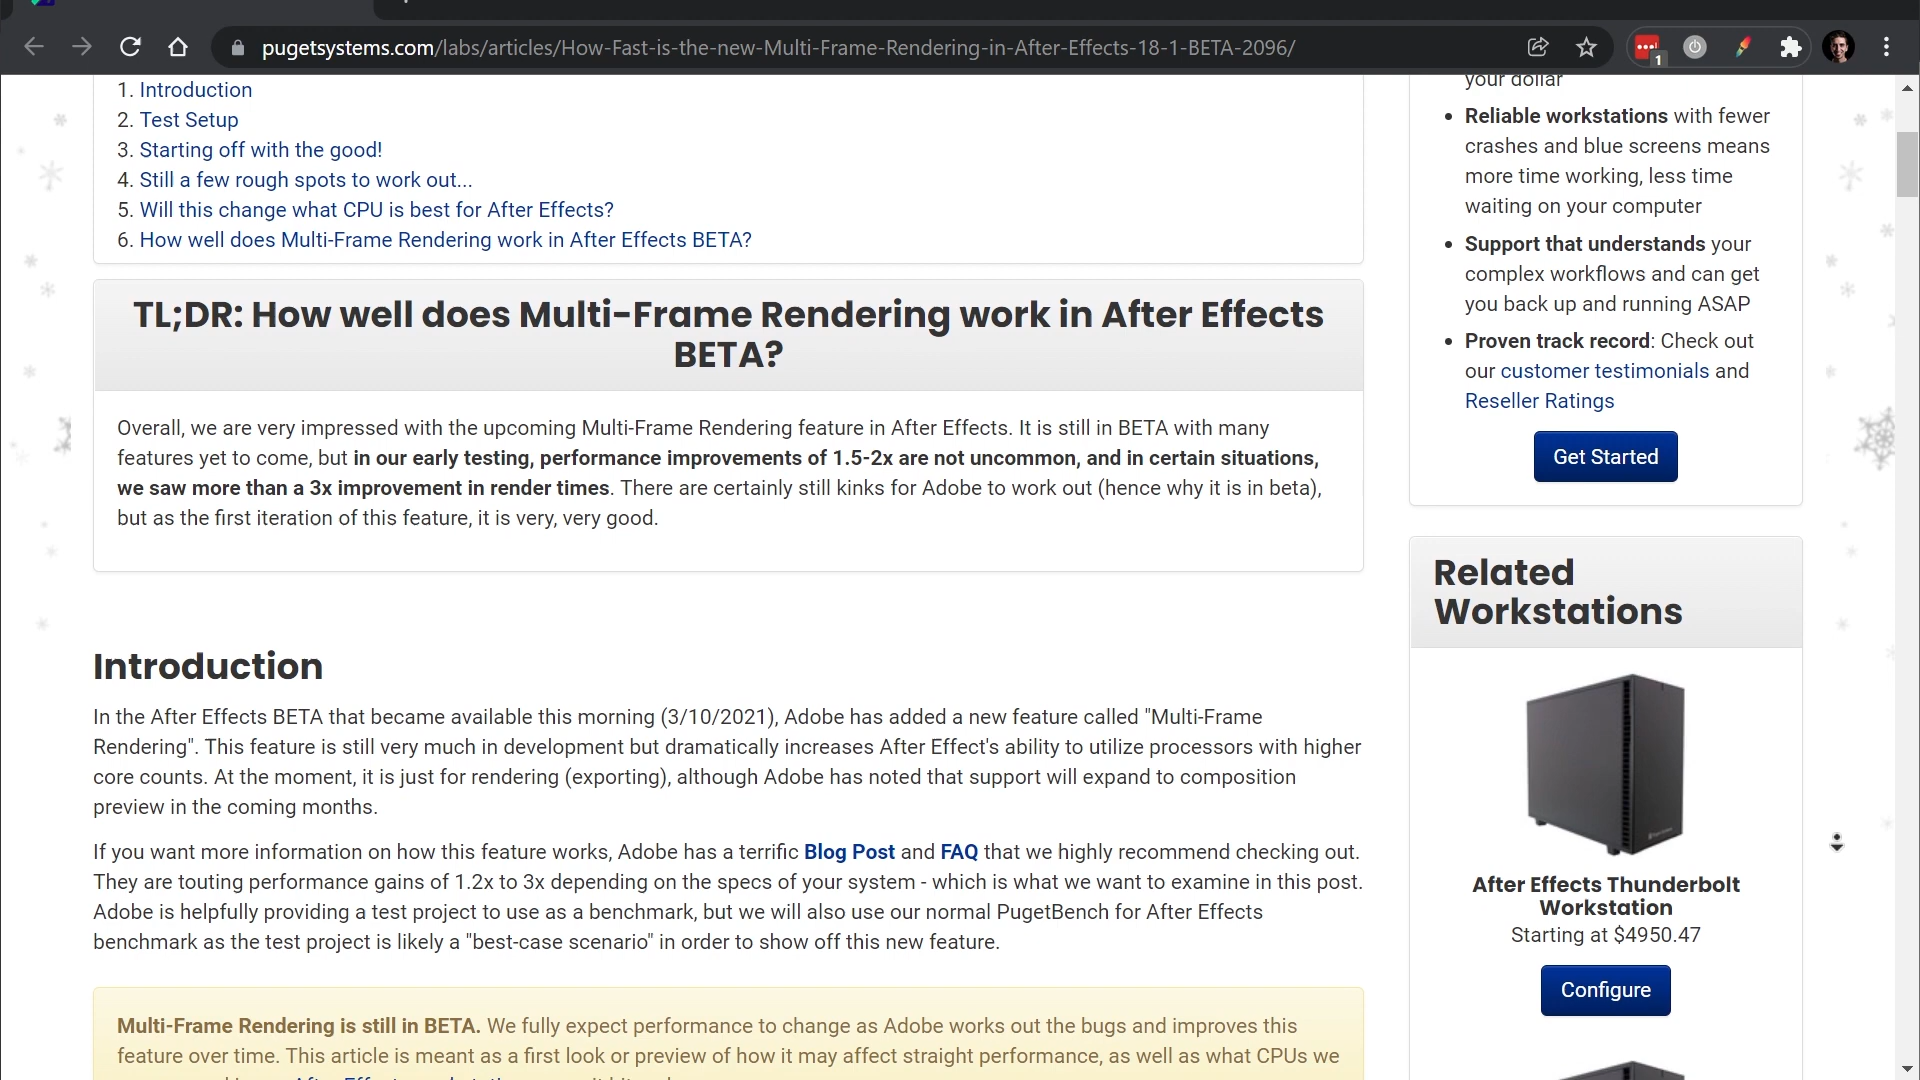 pugetsystems.com/labs/articles/How-Fast-is-the-new-Multi-Frame-Rendering-in-After-Effects-18-1-BETA-2096/
1
1. Introduction
2. Test Setup
3. Starting off with the good!
4. Still a few rough spots to work out...
5. Will this change what CPU is best for After Effects?
6. How well does Multi-Frame Rendering work in After Effects BETA?
TL;DR: How well does Multi-Frame Rendering work in After Effects
BETA?
Overall, we are very impressed with the upcoming Multi-Frame Rendering feature in After Effects. It is still in BETA with many
features yet to come, but in our early testing, performance improvements of 1.5-2x are not uncommon, and in certain situations,
we saw more than a 3x improvement in render times. There are certainly still kinks for Adobe to work out (hence why it is in beta),
but as the first iteration of this feature, it is very, very good.
Introduction
In the After Effects BETA that became available this morning (3/10/2021), Adobe has added a new feature called "Multi-Frame
Rendering". This feature is still very much in development but dramatically increases After Effect's ability to utilize processors with higher
core counts. At the moment, it is just for rendering (exporting), although Adobe has noted that support will expand to composition
preview in the coming months.
If you want more information on how this feature works, Adobe has a terrific Blog Post and FAQ that we highly recommend checking out.
They are touting performance gains of 1.2x to 3x depending on the specs of your system - which is what we want to examine in this post.
Adobe is helpfully providing a test project to use as a benchmark, but we will also use our normal PugetBench for After Effects
benchmark as the test project is likely a "best-case scenario" in order to show off this new feature.
Multi-Frame Rendering is still in BETA. We fully expect performance to change as Adobe works out the bugs and improves this
feature over time. This article is meant as a first look or preview of how it may affect straight performance, as well as what CPUs we
your dollar
• Reliable workstations with fewer
crashes and blue screens means
more time working, less time
waiting on your computer
• Support that understands your
complex workflows and can get
you back up and running ASAP
• Proven track record: Check out
our customer testimonials and
Reseller Ratings
Get Started
Related
Workstations
After Effects Thunderbolt
Workstation
Starting at $4950.47
Configure